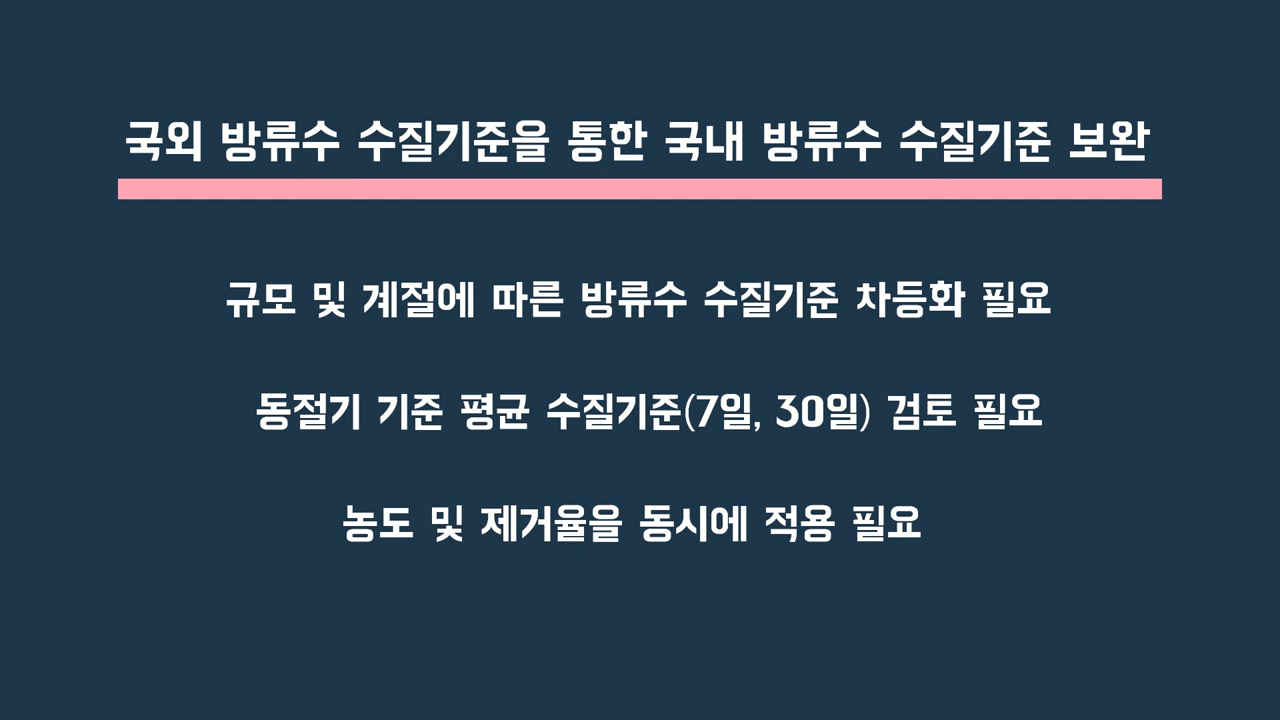 국외 방류수 수질기준을 통한 국내 방류수 수질기준 보완
규모 및 계절에 따른 방류수 수질기준 차등화 필요
동절기 기준 평균 수질기준(7일, 30일) 검토 필요
농도 및 제거율을 동시에 적용 필요